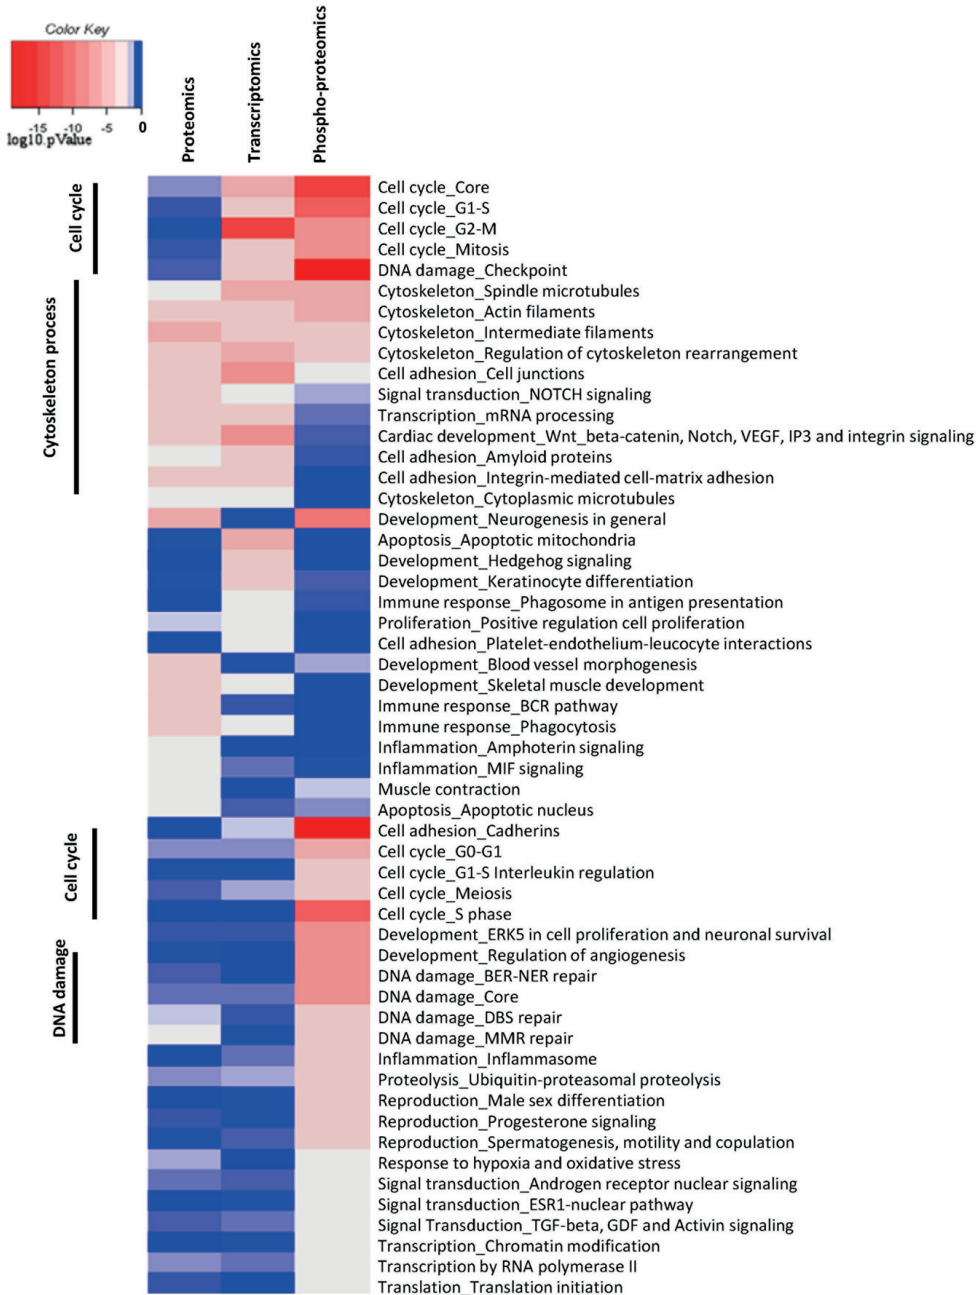 Color Key
-15
-10
-5
0
log10.pValue
Proteomics
Transcriptomics
Phospho-proteomics
Cell cycle
Cytoskeleton process
Cell cycle
DNA damage
Cell cycle_Core
Cell cycle_G1-S
Cell cycle_G2-M
Cell cycle_Mitosis
DNA damage_Checkpoint
Cytoskeleton_Spindle microtubules
Cytoskeleton_Actin filaments
Cytoskeleton_Intermediate filaments
Cytoskeleton_Regulation of cytoskeleton rearrangement
Cell adhesion_Cell junctions
Signal transduction_NOTCH signaling
Transcription_mRNA processing
Cardiac development_Wnt_beta-catenin, Notch, VEGF, IP3 and integrin signaling
Cell adhesion_Amyloid proteins
Cell adhesion_Integrin-mediated cell-matrix adhesion
Cytoskeleton_Cytoplasmic microtubules
Development_Neurogenesis in general
Apoptosis_Apoptotic mitochondria
Development_Hedgehog signaling
Development_Keratinocyte differentiation
Immune response_Phagosome in antigen presentation
Proliferation_Positive regulation cell proliferation
Cell adhesion_Platelet-endothelium-leucocyte interactions
Development_Blood vessel morphogenesis
Development_Skeletal muscle development
Immune response_BCR pathway
Immune response_Phagocytosis
Inflammation_Amphoterin signaling
Inflammation_MIF signaling
Muscle contraction
Apoptosis_Apoptotic nucleus
Cell adhesion_Cadherins
Cell cycle_G0-G1
Cell cycle_G1-S Interleukin regulation
Cell cycle_Meiosis
Cell cycle_S phase
Development_ERK5 in cell proliferation and neuronal survival
Development_Regulation of angiogenesis
DNA damage_BER-NER repair
DNA damage_Core
DNA damage_DBS repair
DNA damage_MMR repair
Inflammation_Inflammasome
Proteolysis_Ubiquitin-proteasomal proteolysis
Reproduction_Male sex differentiation
Reproduction_Progesterone signaling
Reproduction_Spermatogenesis, motility and copulation
Response to hypoxia and oxidative stress
Signal transduction_Androgen receptor nuclear signaling
Signal transduction_ESR1-nuclear pathway
Signal Transduction_TGF-beta, GDF and Activin signaling
Transcription_Chromatin modification
Transcription by RNA polymerase II
Translation_Translation initiation